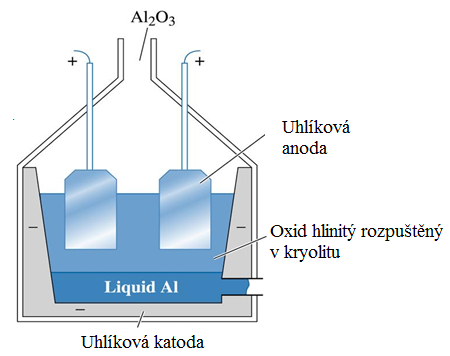 Al₂O₃
+ +
Uhlíková
anoda
Oxid hlinitý rozpuštěný
v kryolitu
− −
Liquid Al
−
Uhlíková katoda